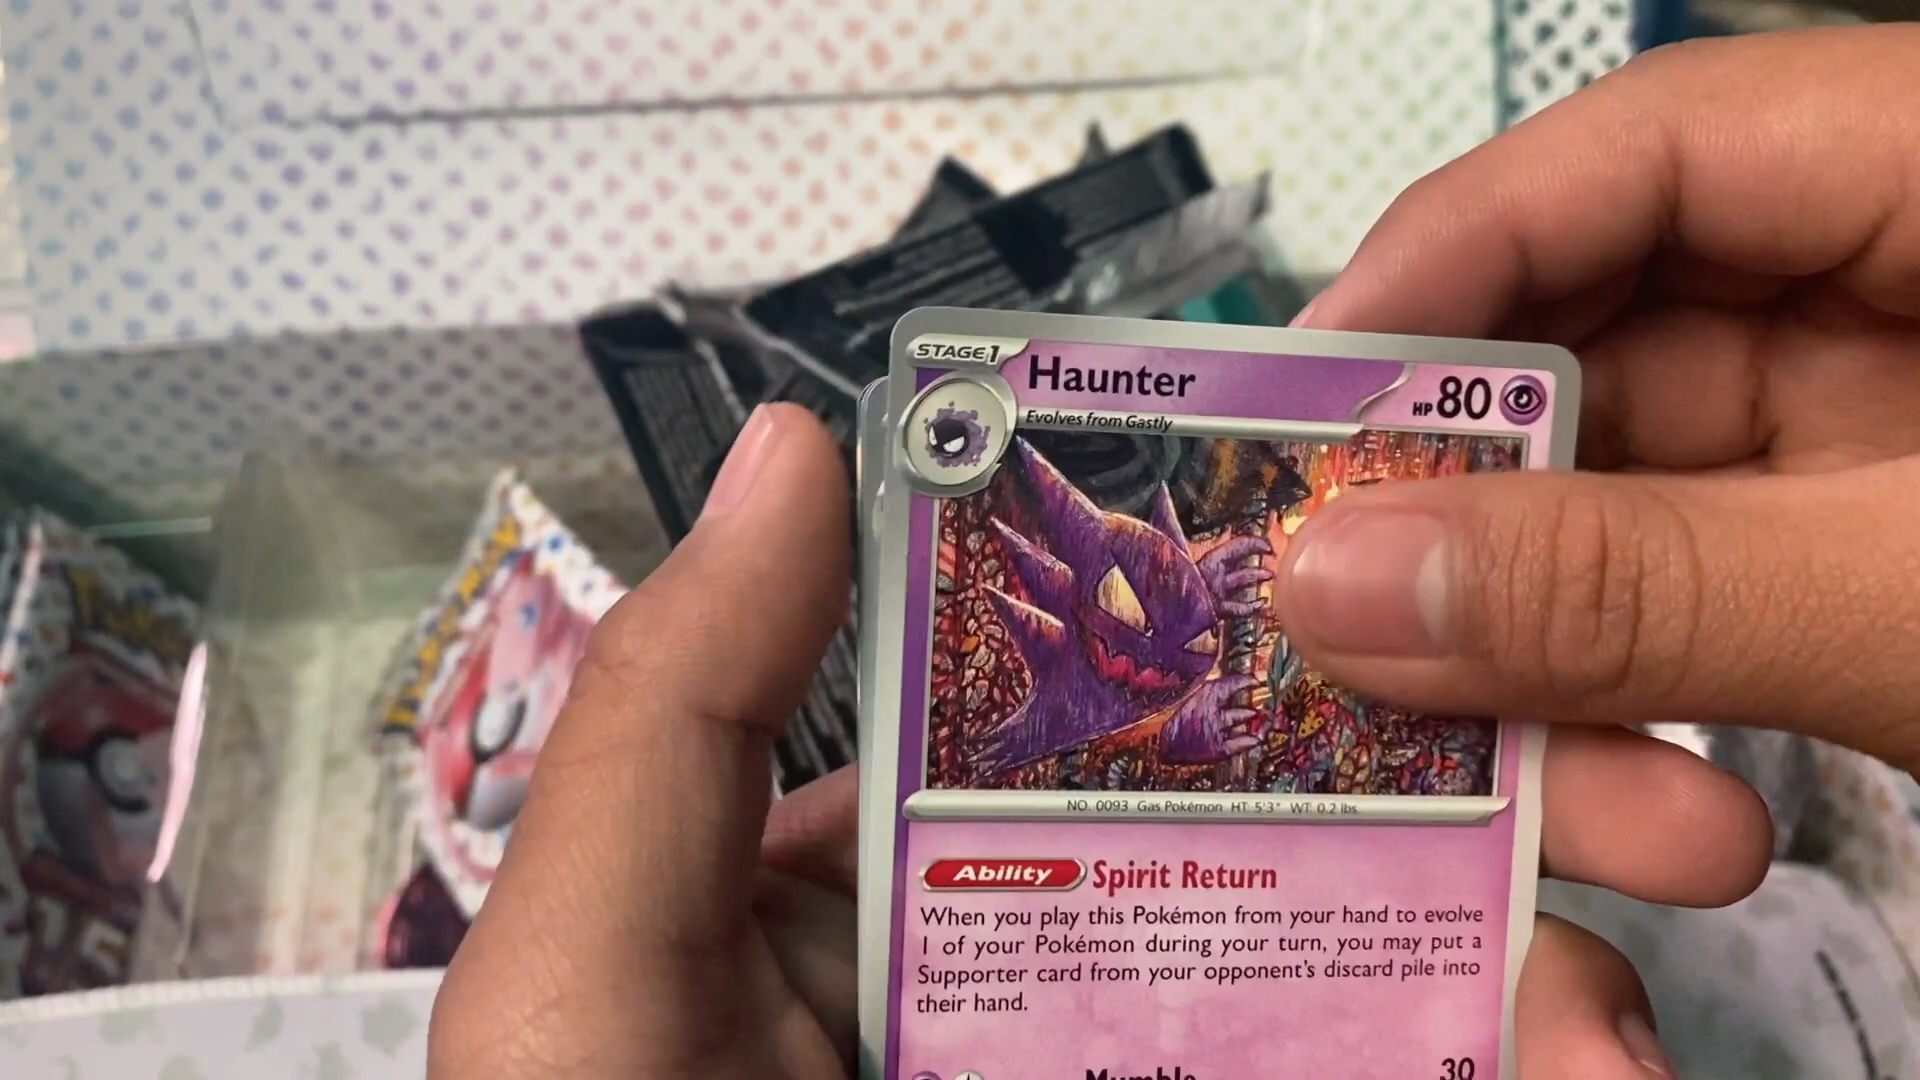 STAGE 1
Haunter
HP 80
Evolves from Gastly
NO. 0093 Gas Pokémon HT: 5'3" WT: 0.2 lbs.
Ability Spirit Return
When you play this Pokémon from your hand to evolve
1 of your Pokémon during your turn, you may put a
Supporter card from your opponent's discard pile into
their hand.
Mumble 30